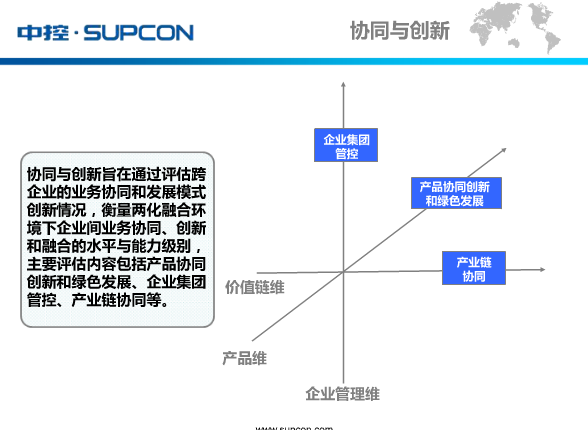 中控·SUPCON
协同与创新
企业集团
管控
产品协同创新
和绿色发展
产业链
协同
协同与创新旨在通过评估跨
企业的业务协同和发展模式
创新情况，衡量两化融合环
境下企业间业务协同、创新
和融合的水平与能力级别，
主要评估内容包括产品协同
创新和绿色发展、企业集团
管控、产业链协同等。
价值链维
产品维
企业管理维
www.supcon.com